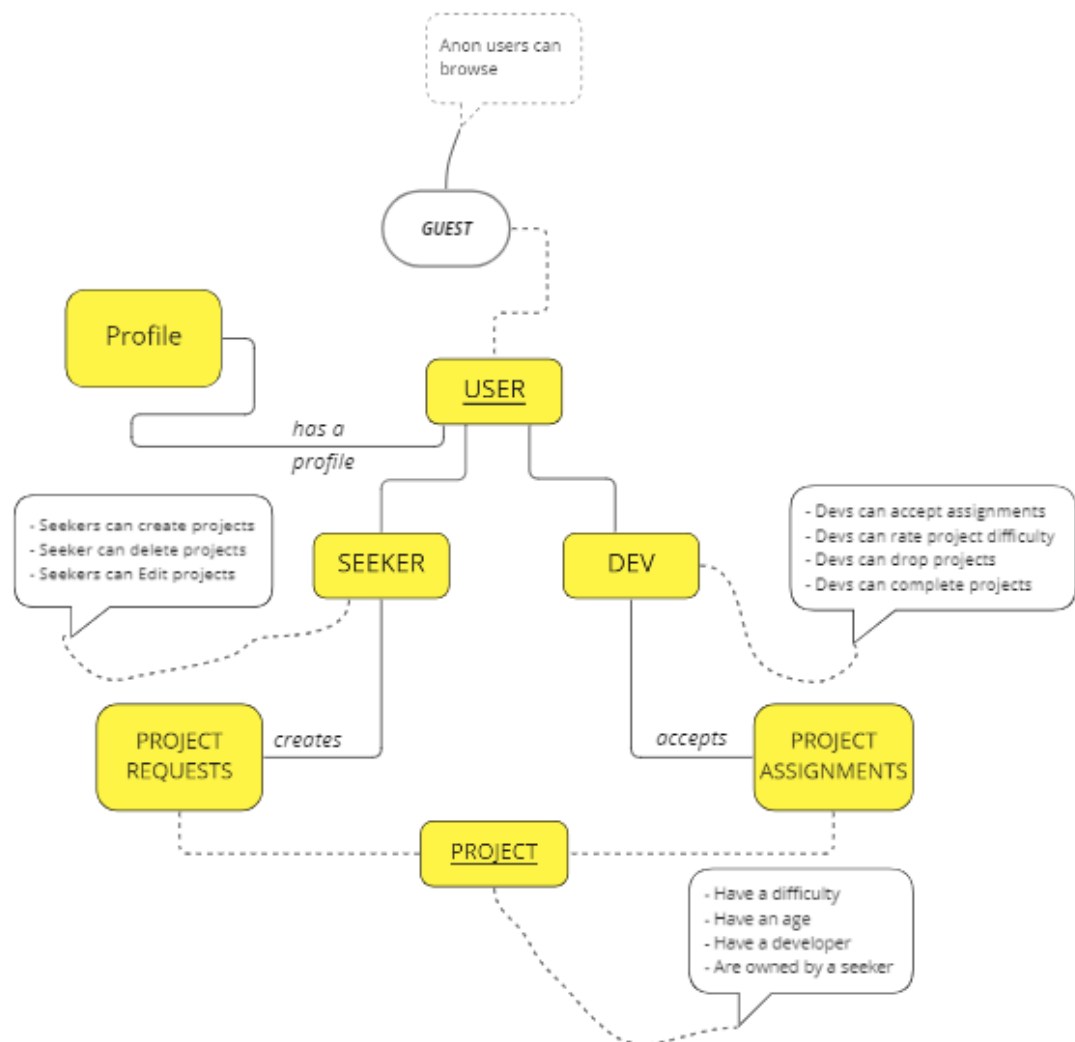 Anon users can
browse
GUEST
Profile
USER
has a
profile
- Seekers can create projects
- Seeker can delete projects
- Seekers can Edit projects
SEEKER
DEV
- Devs can accept assignments
- Devs can rate project difficulty
- Devs can drop projects
- Devs can complete projects
PROJECT
REQUESTS
creates
accepts
PROJECT
ASSIGNMENTS
PROJECT
- Have a difficulty
- Have an age
- Have a developer
- Are owned by a seeker